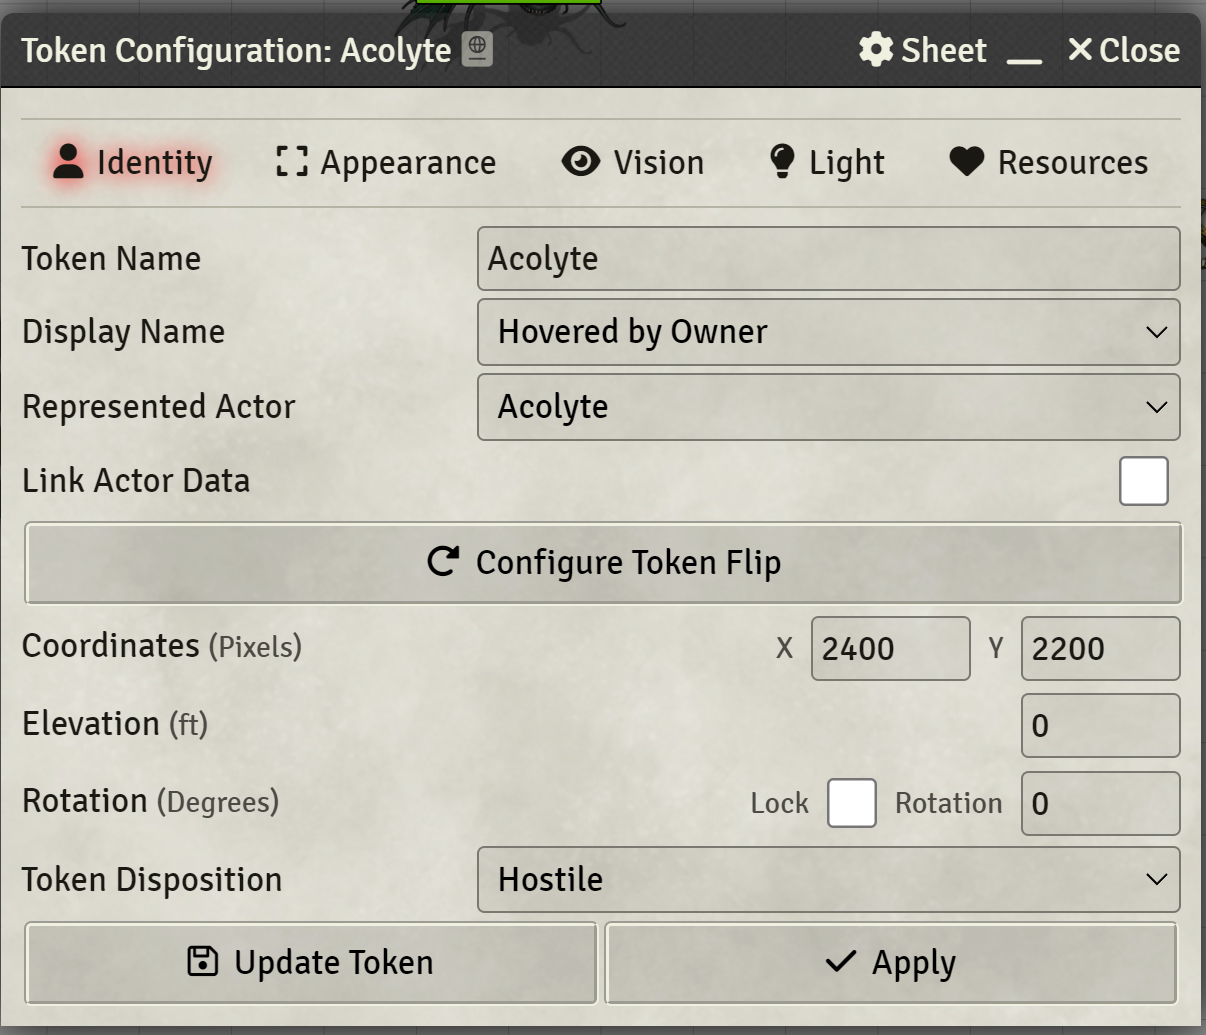 Token Configuration: Acolyte Sheet Close
Identity Appearance Vision Light Resources
Token Name Acolyte
Display Name Hovered by Owner
Represented Actor Acolyte
Link Actor Data
Configure Token Flip
Coordinates (Pixels) X 2400 Y 2200
Elevation (ft) 0
Rotation (Degrees) Lock Rotation 0
Token Disposition Hostile
Update Token Apply